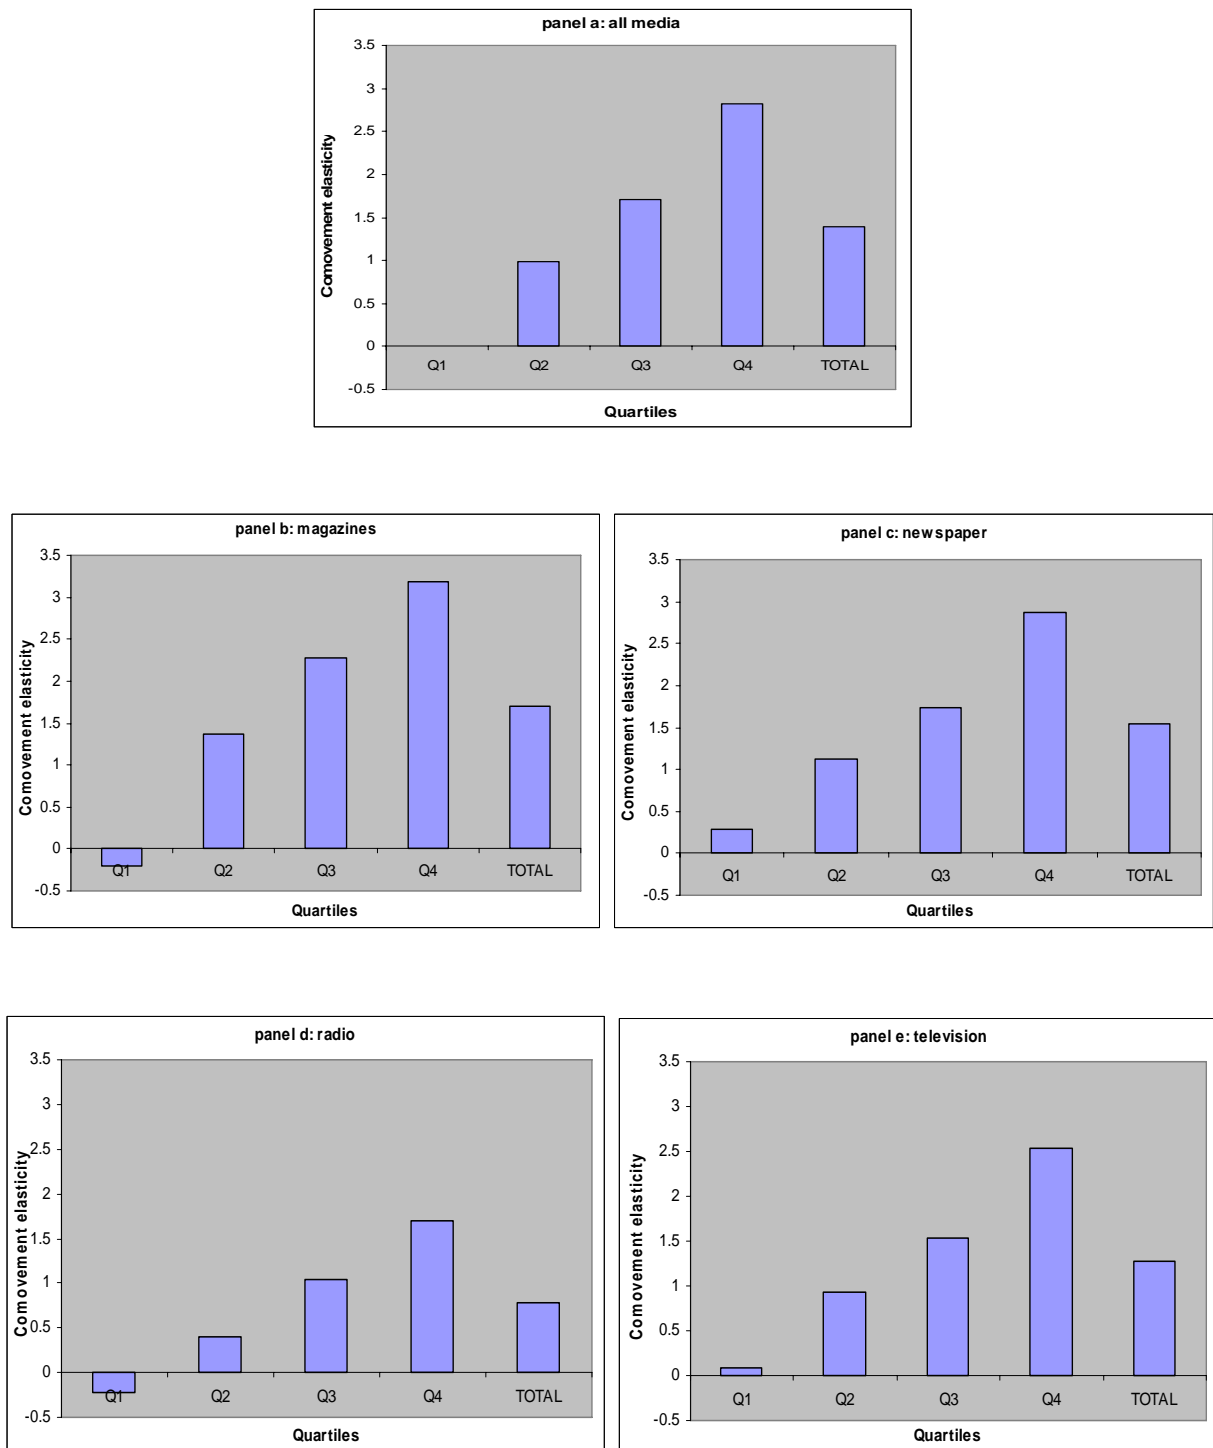 panel a: all media
3.5
3
2.5
2
1.5
1
0.5
0
-0.5
Comovement elasticity
Q1 Q2 Q3 Q4 TOTAL
Quartiles
panel b: magazines
3.5
3
2.5
2
1.5
1
0.5
0
-0.5
Comovement elasticity
Q1 Q2 Q3 Q4 TOTAL
Quartiles
panel c: newspaper
3.5
3
2.5
2
1.5
1
0.5
0
-0.5
Comovement elasticity
Q1 Q2 Q3 Q4 TOTAL
Quartiles
panel d: radio
3.5
3
2.5
2
1.5
1
0.5
0
-0.5
Comovement elasticity
Q1 Q2 Q3 Q4 TOTAL
Quartiles
panel e: television
3.5
3
2.5
2
1.5
1
0.5
0
-0.5
Comovement elasticity
Q1 Q2 Q3 Q4 TOTAL
Quartiles